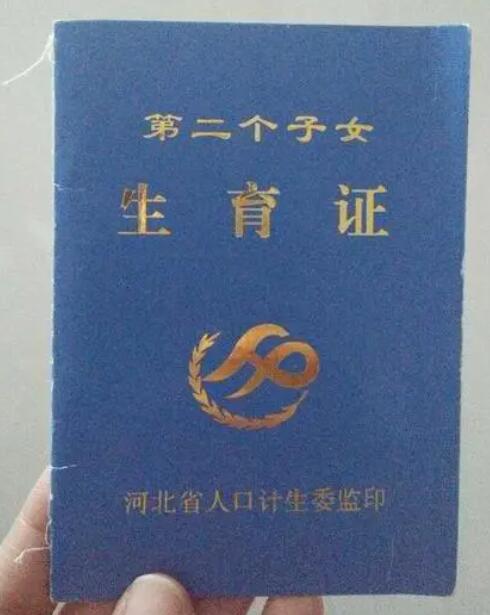 第二个子女
生育证
河北省人口计生委监印